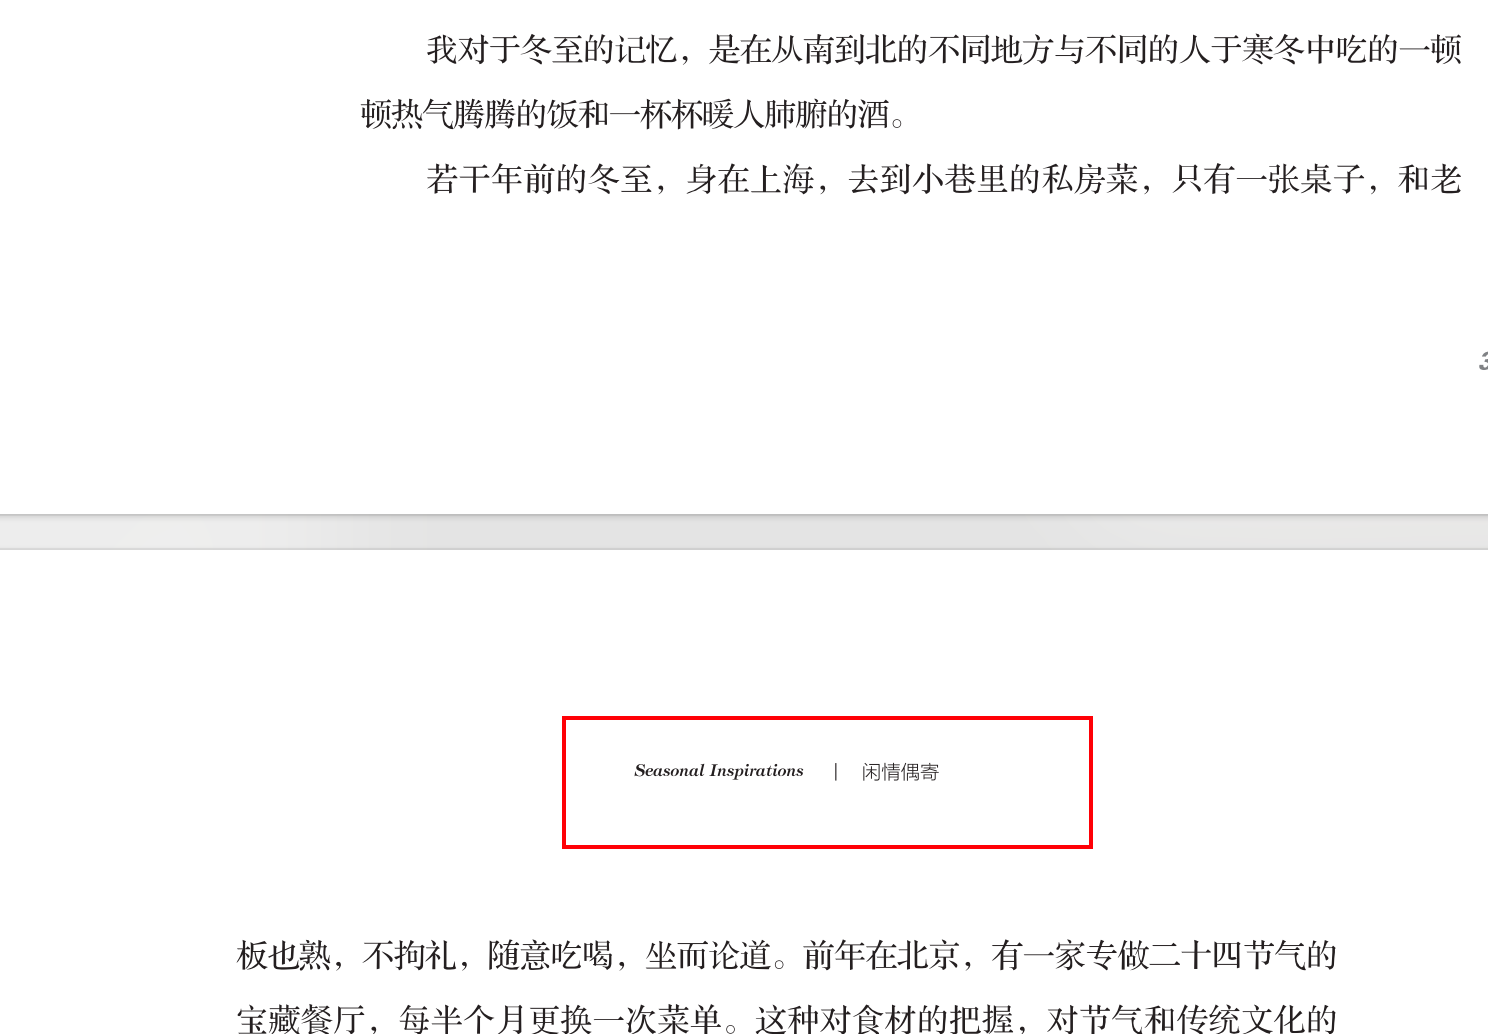 我对于冬至的记忆，是在从南到北的不同地方与不同的人于寒冬中吃的一顿
顿热气腾腾的饭和一杯杯暖人肺腑的酒。
若干年前的冬至，身在上海，去到小巷里的私房菜，只有一张桌子，和老
Seasonal Inspirations | 闲情偶寄
板也熟，不拘礼，随意吃喝，坐而论道。前年在北京，有一家专做二十四节气的
宝藏餐厅，每半个月更换一次菜单。这种对食材的把握，对节气和传统文化的